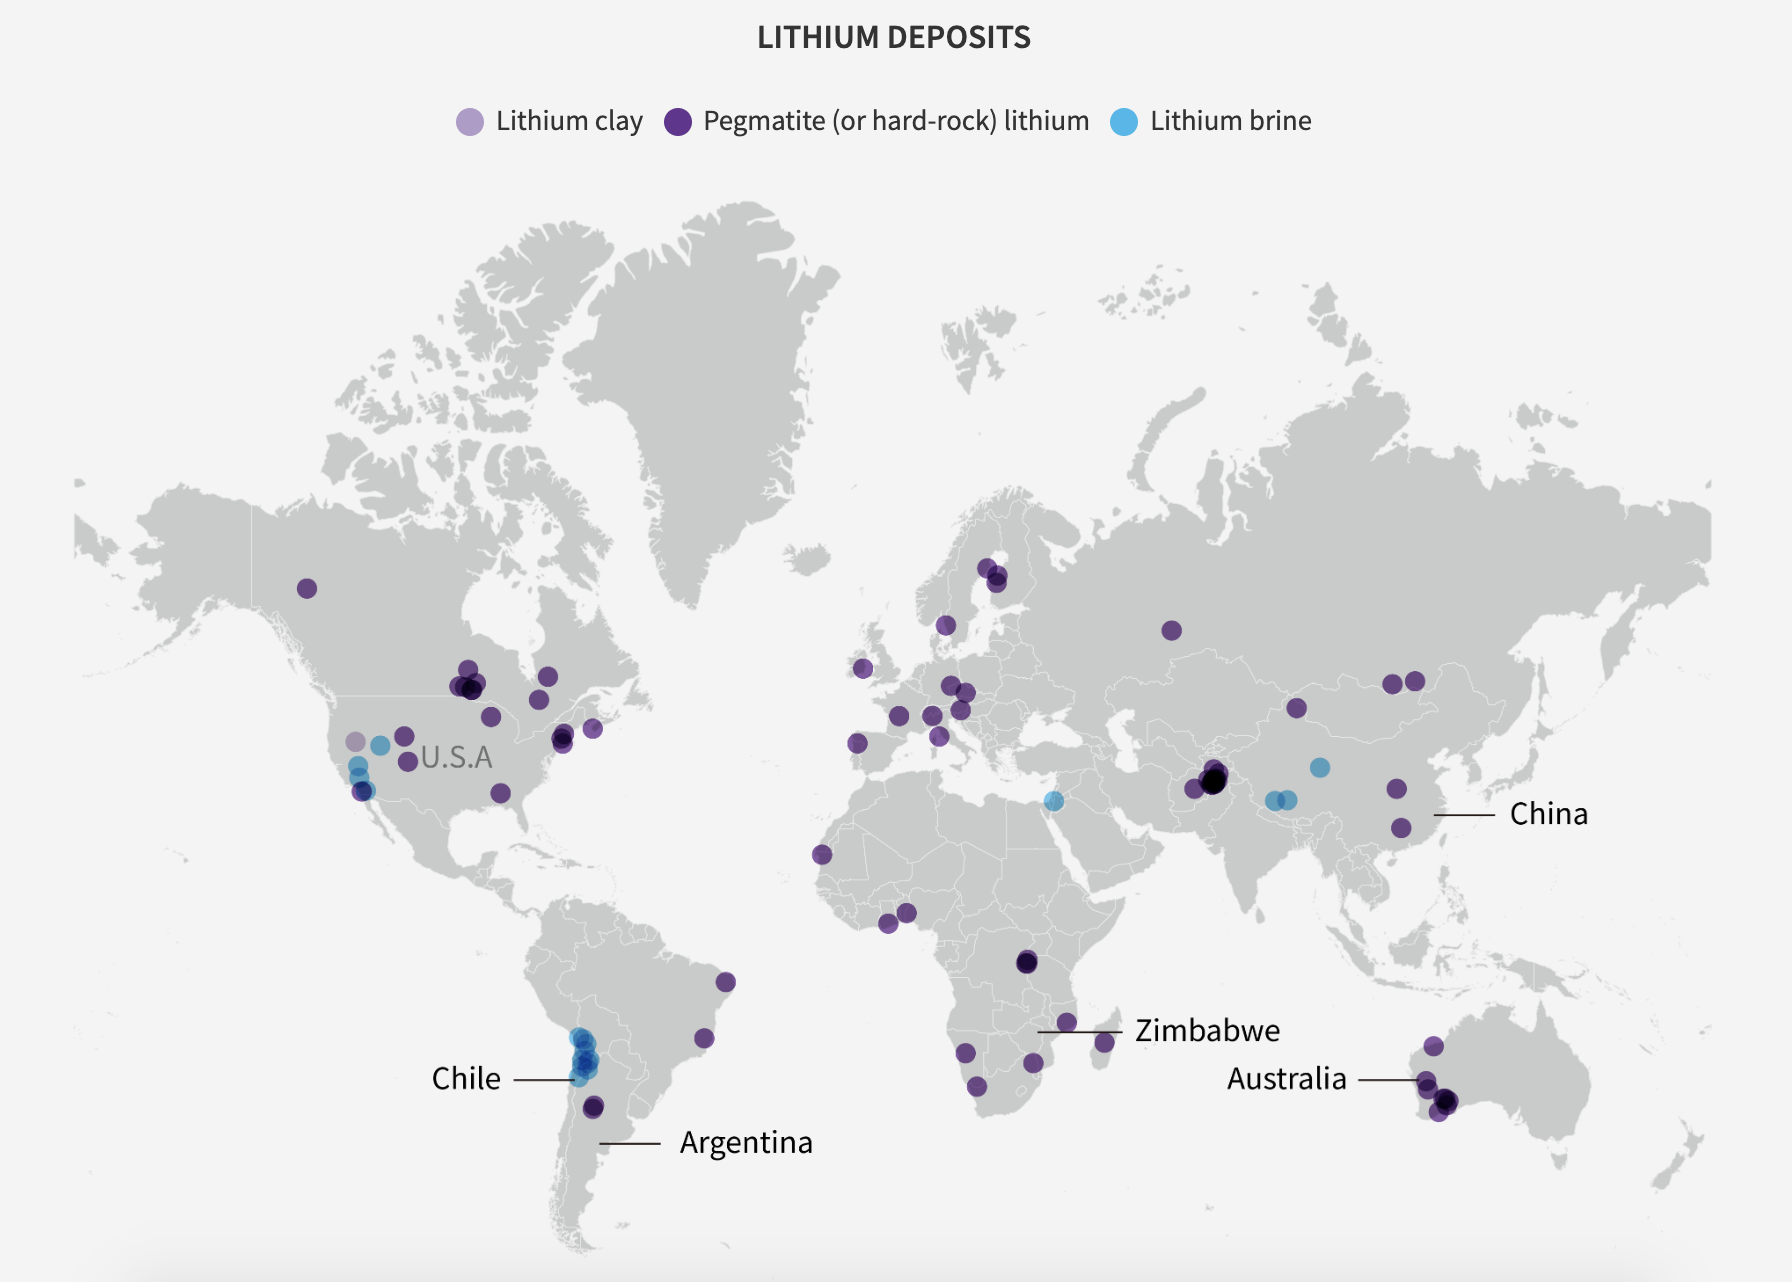 LITHIUM DEPOSITS
Lithium clay
Pegmatite (or hard-rock) lithium
Lithium brine
U.S.A
China
Zimbabwe
Chile
Australia
Argentina